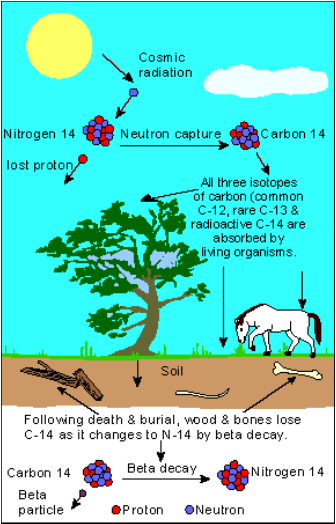 Cosmic
radiation
Nitrogen 14
Neutron capture
Carbon 14
lost proton
All three isotopes
of carbon (common
C-12, rare C-13 &
radioactive C-14 are
absorbed by
living organisms.
Soil
Following death & burial, wood & bones lose
C-14 as it changes to N-14 by beta decay.
Carbon 14
Beta decay
Nitrogen 14
Beta
particle
Proton
Neutron